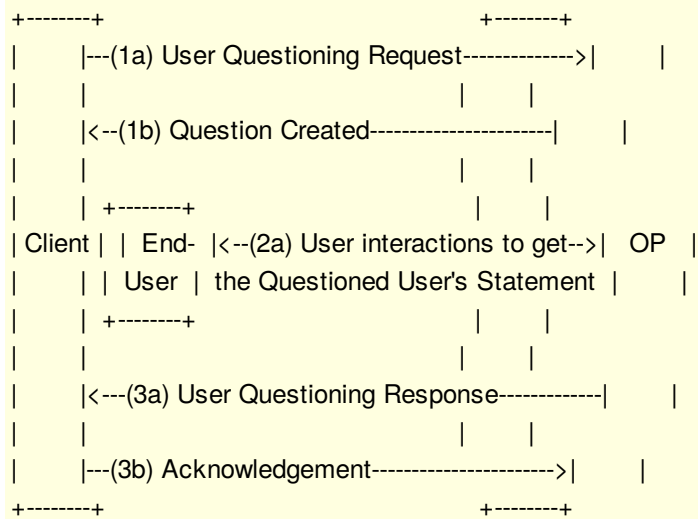 +--------+ +--------+
| |---(1a) User Questioning Request-------------->| |
| | | |
| |<--(1b) Question Created-----------------------| |
| | | |
| | +--------+ | |
| Client | | End- |<--(2a) User interactions to get-->| OP |
| | | User | the Questioned User's Statement | |
| | +--------+ | |
| | | |
| |<---(3a) User Questioning Response-------------| |
| | | |
| |---(3b) Acknowledgement----------------------->| |
+--------+ +--------+